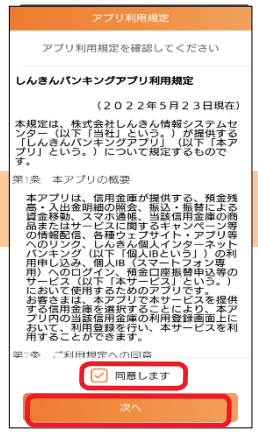 アプリ利用規定
アプリ利用規定を確認してください
しんきんバンキングアプリ利用規定
(２０２２年５月２３日現在)
本規定は、株式会社しんきん情報システムセ
ンター（以下「当社」という。）が提供する
「しんきんバンキングアプリ」（以下「本ア
プリ」という。）について規定するもので
す。
第1条　本アプリの概要
本アプリは、信用金庫が提供する、預金残
高・入出金明細の照会、振込・振替による
資金移動、スマホ通帳、当該信用金庫の商
品またはサービスに関するキャンペーン等
の情報配信、各種ウェブサイト・アプリ等
へのリンク、しんきん個人インターネット
バンキング（以下「個人IBという」）の利
用申し込み、個人IB（スマートフォン専
用）へのログイン、預金口座振替申込等の
サービス（以下「本サービス」という。）
において使用するためのアプリです。
お客さまは、本アプリで本サービスを提供
する信用金庫を選択することにより、本ア
プリ内の当該信用金庫の利用登録画面上に
おいて、利用登録を行い、本サービスを利
用することができます。
第2条　ご利用規定への同意
同意します
次へ